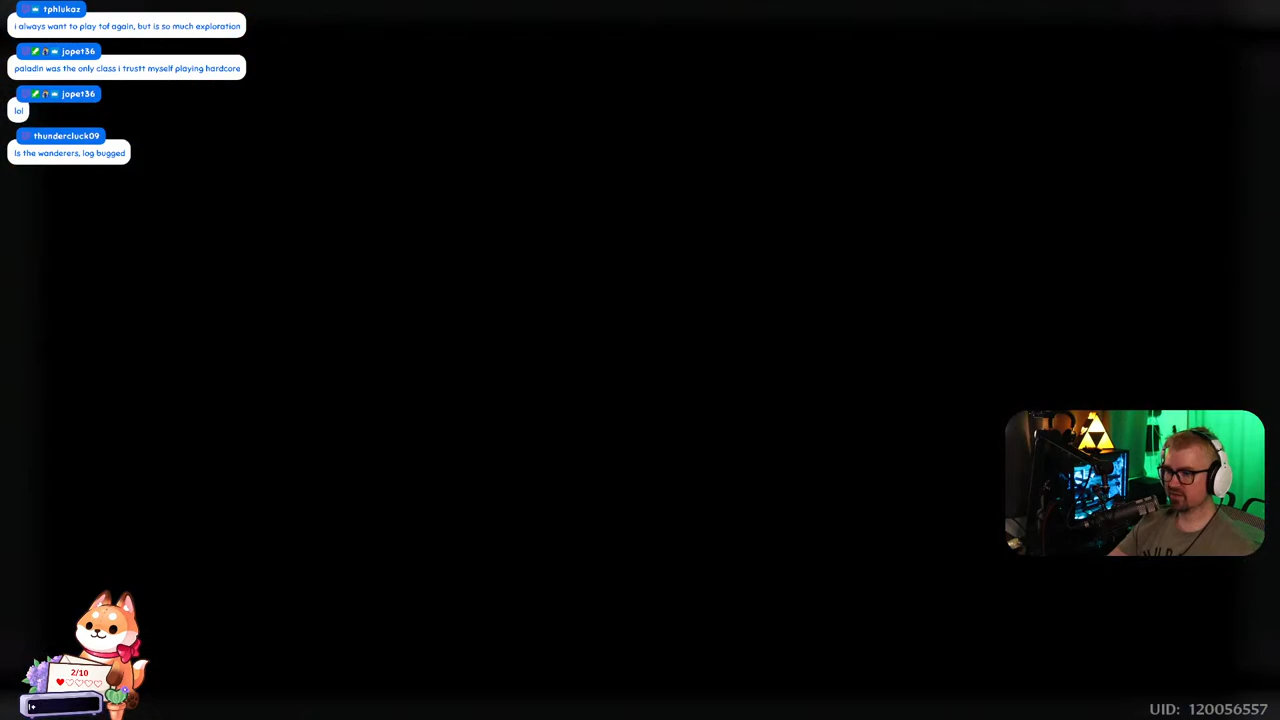 tphlukaz
i always want to play tof again, but is so much exploration
jopet36
paladin was the only class i trustt myself playing hardcore
jopet36
lol
thundercluck09
Is the wanderers, log bugged
2/10
UID: 120056557